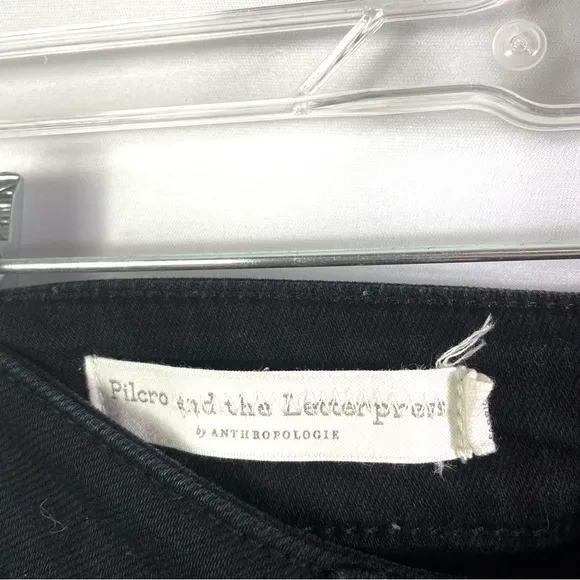 Pilcro and the Letterpress
by ANTHROPOLOGIE